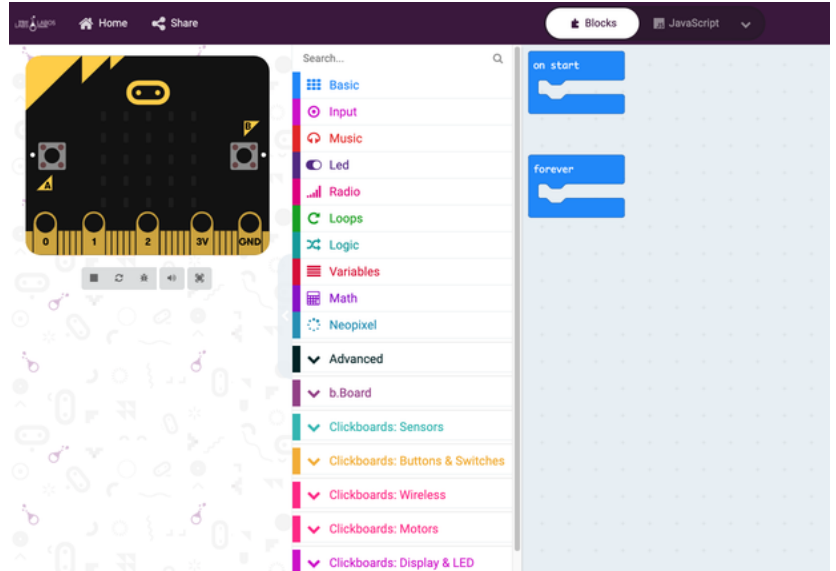 Home
Share
Blocks
JavaScript
Search...
Basic
Input
Music
Led
Radio
Loops
Logic
Variables
Math
Neopixel
Advanced
b.Board
Clickboards: Sensors
Clickboards: Buttons & Switches
Clickboards: Wireless
Clickboards: Motors
Clickboards: Display & LED
B
A
0 1 2 3V GND
on start
forever